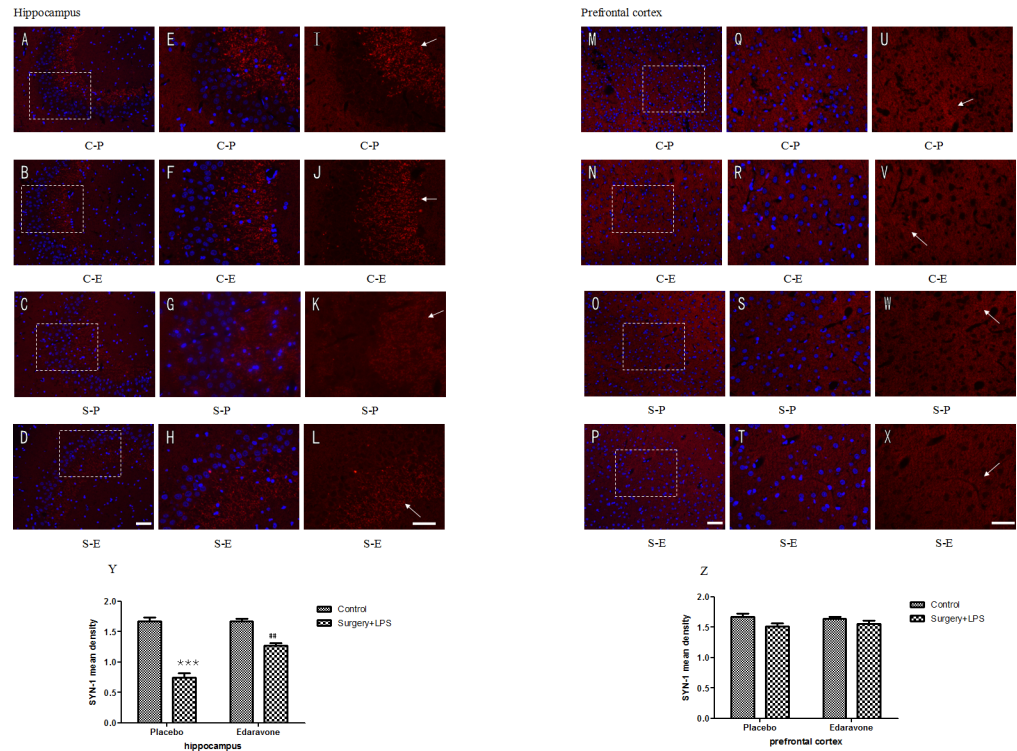 Hippocampus
A E I
C-P C-P C-P
B F J
C-E C-E C-E
C G K
S-P S-P S-P
D H L
S-E S-E S-E
Y
2.0
1.5
1.0
0.5
0.0
SYN-1 mean density
***
##
Control
Surgery+LPS
Placebo Edaravone
hippocampus
Prefrontal cortex
M Q U
C-P C-P C-P
N R V
C-E C-E C-E
O S W
S-P S-P S-P
P T X
S-E S-E S-E
Z
2.0
1.5
1.0
0.5
0.0
SYN-1 mean density
Control
Surgery+LPS
Placebo Edaravone
prefrontal cortex